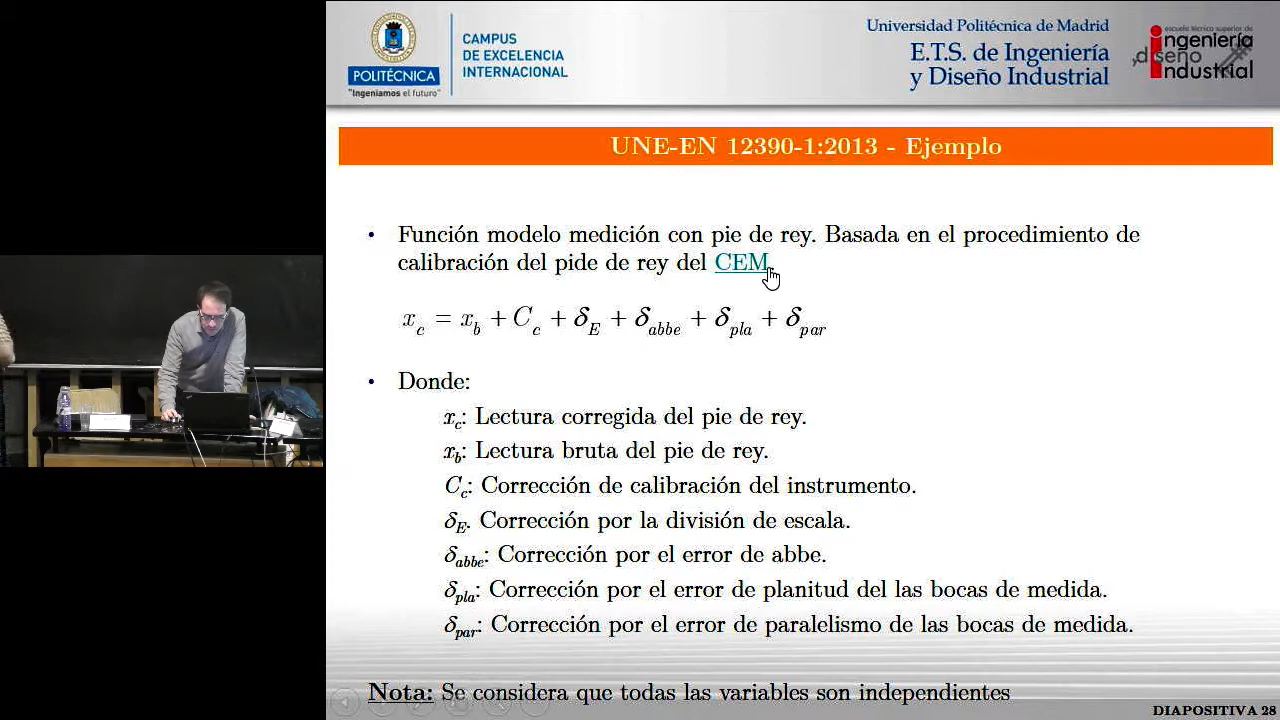 POLITÉCNICA
"Ingeniamos el futuro"
CAMPUS
DE EXCELENCIA
INTERNACIONAL
Universidad Politécnica de Madrid
E.T.S. de Ingeniería
y Diseño Industrial
escuela técnico superior de
ingeniería
diseño
industrial
UNE-EN 12390-1:2013 - Ejemplo
• Función modelo medición con pie de rey. Basada en el procedimiento de
calibración del pide de rey del CEM
x_c = x_b + C_c + δ_E + δ_abbe + δ_pla + δ_par
• Donde:
x_c: Lectura corregida del pie de rey.
x_b: Lectura bruta del pie de rey.
C_c: Corrección de calibración del instrumento.
δ_E. Corrección por la división de escala.
δ_abbe: Corrección por el error de abbe.
δ_pla: Corrección por el error de planitud del las bocas de medida.
δ_par: Corrección por el error de paralelismo de las bocas de medida.
Nota: Se considera que todas las variables son independientes
DIAPOSITIVA 28